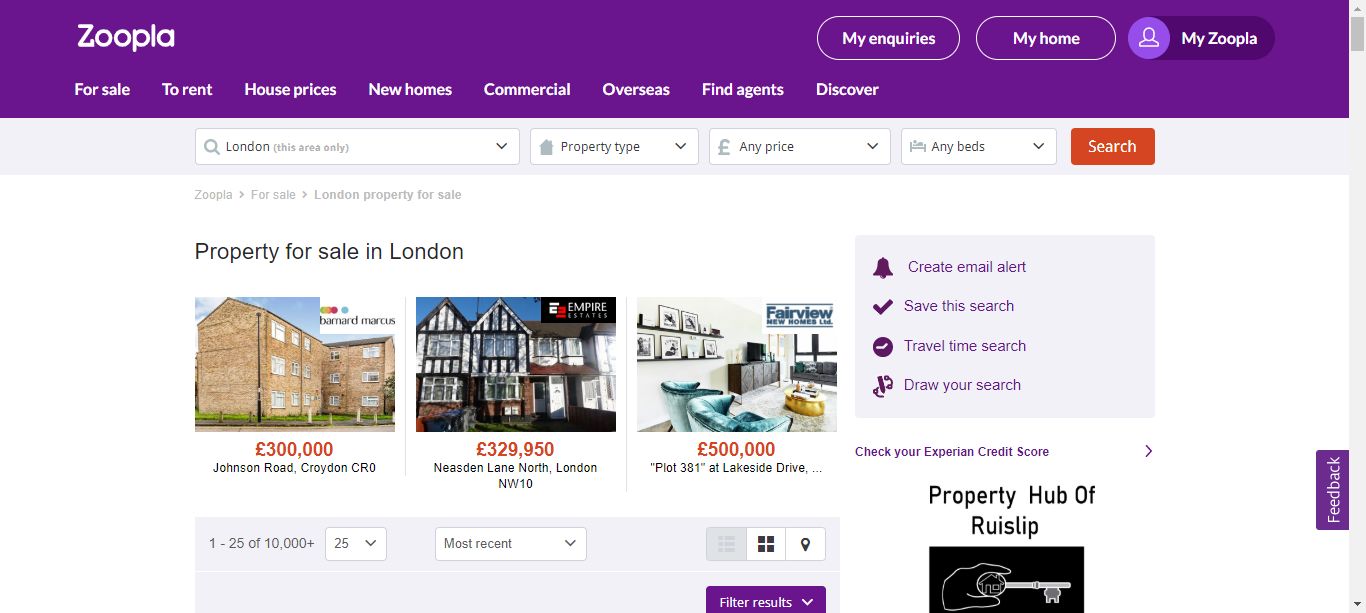 Zoopla
My enquiries
My home
My Zoopla
For sale
To rent
House prices
New homes
Commercial
Overseas
Find agents
Discover
London (this area only)
Property type
£ Any price
Any beds
Search
Zoopla > For sale > London property for sale
Property for sale in London
barnard marcus
£300,000
Johnson Road, Croydon CR0
EMPIRE
ESTATES
£329,950
Neasden Lane North, London
NW10
Fairview
NEW HOMES Ltd.
£500,000
"Plot 381" at Lakeside Drive, ...
Create email alert
Save this search
Travel time search
Draw your search
Check your Experian Credit Score
Property Hub Of
Ruislip
Feedback
1 - 25 of 10,000+
25
Most recent
Filter results